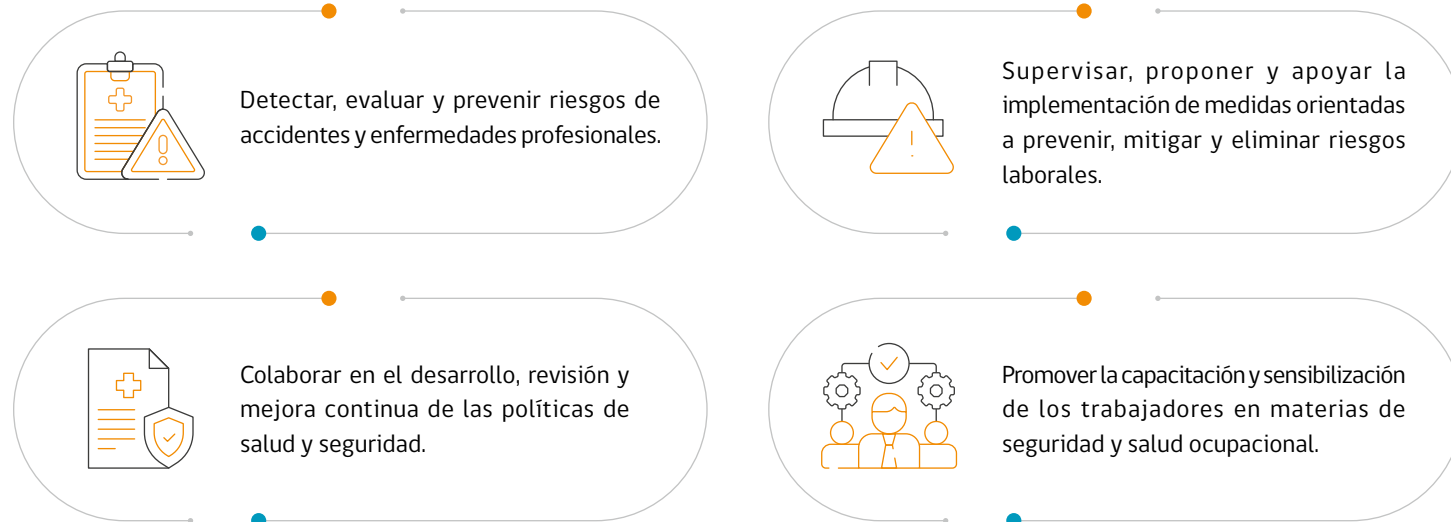 Detectar, evaluar y prevenir riesgos de
accidentes y enfermedades profesionales.
Supervisar, proponer y apoyar la
implementación de medidas orientadas
a prevenir, mitigar y eliminar riesgos
laborales.
Colaborar en el desarrollo, revisión y
mejora continua de las políticas de
salud y seguridad.
Promover la capacitación y sensibilización
de los trabajadores en materias de
seguridad y salud ocupacional.